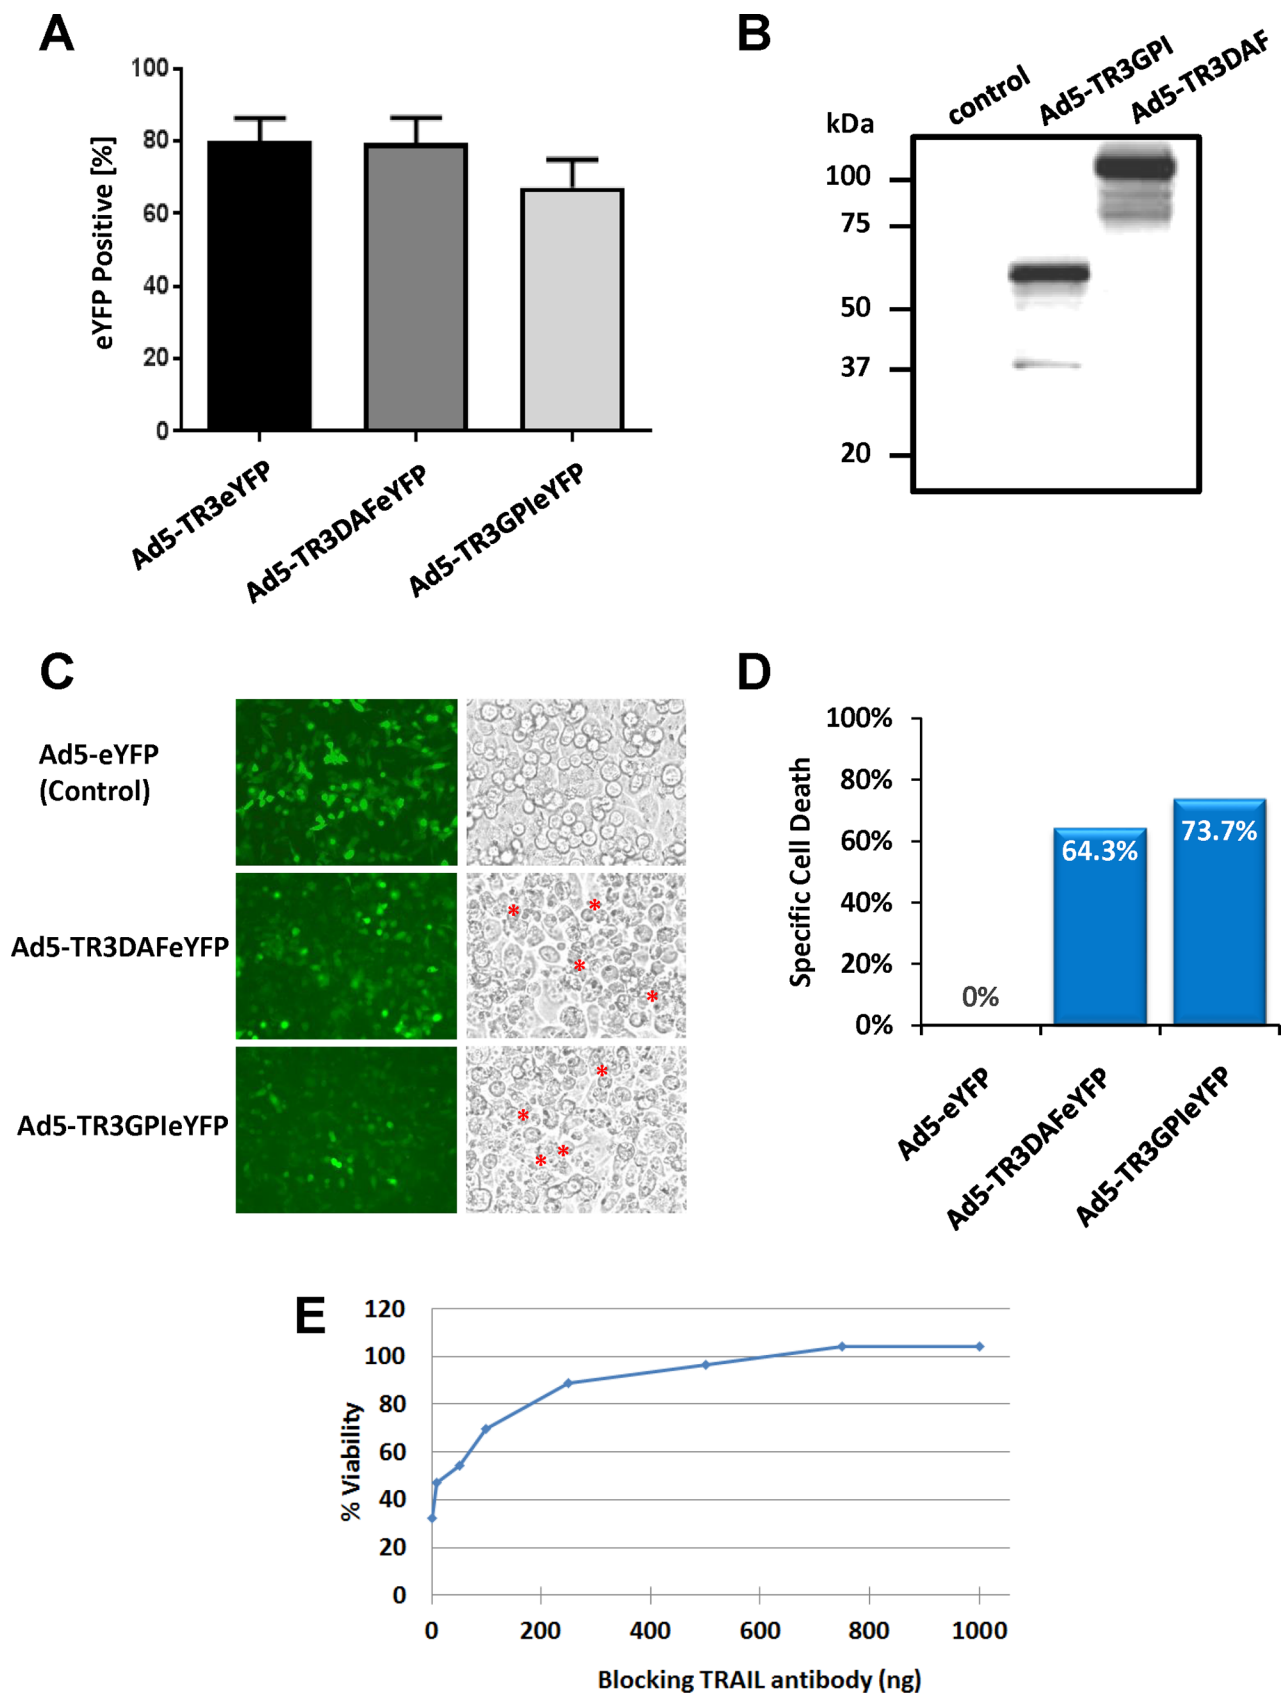 A
100
80
60
40
20
0
eYFP Positive [%]
Ad5-TR3eYFP
Ad5-TR3DAFeYFP
Ad5-TR3GPIeYFP
B
kDa
control
Ad5-TR3GPI
Ad5-TR3DAF
100
75
50
37
20
C
Ad5-eYFP
(Control)
Ad5-TR3DAFeYFP
* * * *
Ad5-TR3GPIeYFP
* * * *
D
100%
80%
60%
40%
20%
0%
Specific Cell Death
0%
64.3%
73.7%
Ad5-eYFP
Ad5-TR3DAFeYFP
Ad5-TR3GPIeYFP
E
120
100
80
60
40
20
0
% Viability
0 200 400 600 800 1000
Blocking TRAIL antibody (ng)